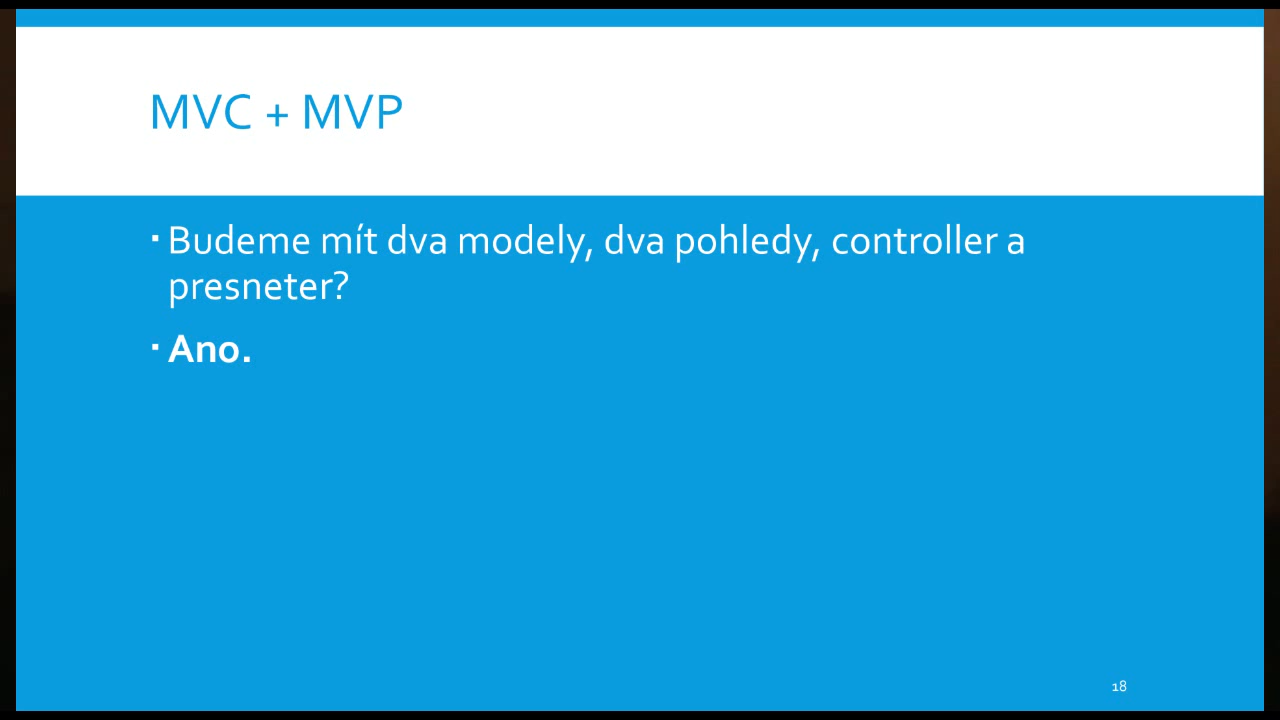 MVC + MVP
▪ Budeme mít dva modely, dva pohledy, controller a
presneter?
▪ Ano.
18